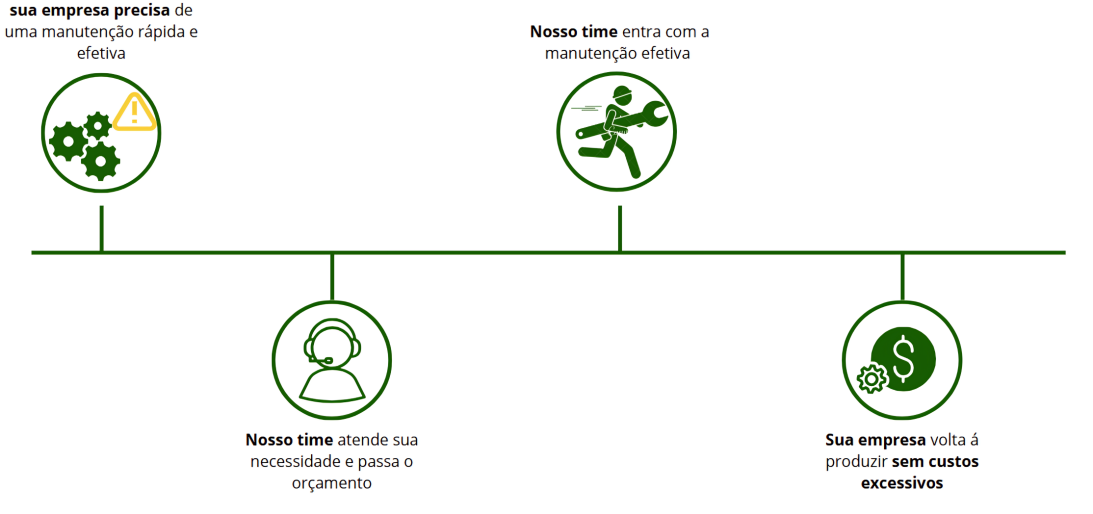 sua empresa precisa de
uma manutenção rápida e
efetiva
Nosso time entra com a
manutenção efetiva
Nosso time atende sua
necessidade e passa o
orçamento
Sua empresa volta á
produzir sem custos
excessivos